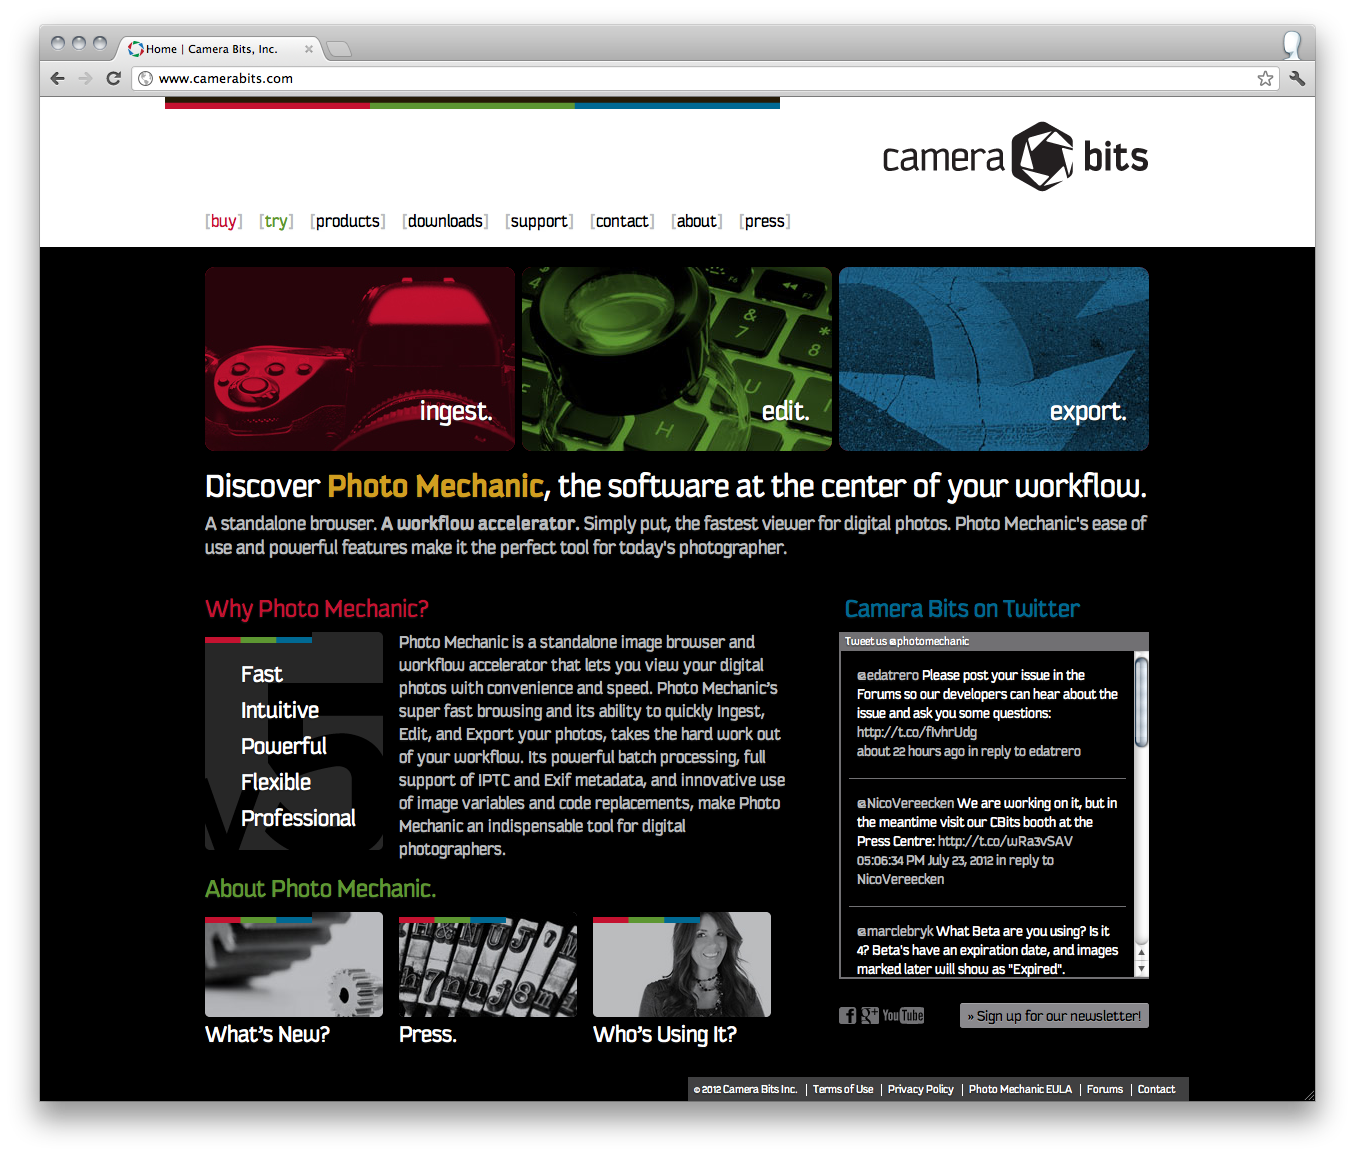 Home | Camera Bits, Inc.
www.camerabits.com
camera bits
[buy] [try] [products] [downloads] [support] [contact] [about] [press]
ingest.
edit.
export.
Discover Photo Mechanic, the software at the center of your workflow.
A standalone browser. A workflow accelerator. Simply put, the fastest viewer for digital photos. Photo Mechanic's ease of
use and powerful features make it the perfect tool for today's photographer.
Why Photo Mechanic?
Fast
Intuitive
Powerful
Flexible
Professional
Photo Mechanic is a standalone image browser and
workflow accelerator that lets you view your digital
photos with convenience and speed. Photo Mechanic's
super fast browsing and its ability to quickly Ingest,
Edit, and Export your photos, takes the hard work out
of your workflow. Its powerful batch processing, full
support of IPTC and Exif metadata, and innovative use
of image variables and code replacements, make Photo
Mechanic an indispensable tool for digital
photographers.
Camera Bits on Twitter
Tweet us @photomechanic
@edatrero Please post your issue in the
Forums so our developers can hear about the
issue and ask you some questions:
http://t.co/fIvhrUdg
about 22 hours ago in reply to edatrero
@NicoVereecken We are working on it, but in
the meantime visit our CBits booth at the
Press Centre: http://t.co/wRa3vSAV
05:06:34 PM July 23, 2012 in reply to
NicoVereecken
@marclebryk What Beta are you using? Is it
4? Beta's have an expiration date, and images
marked later will show as "Expired".
About Photo Mechanic.
What's New?
Press.
Who's Using It?
You Tube
» Sign up for our newsletter!
© 2012 Camera Bits Inc. | Terms of Use | Privacy Policy | Photo Mechanic EULA | Forums | Contact